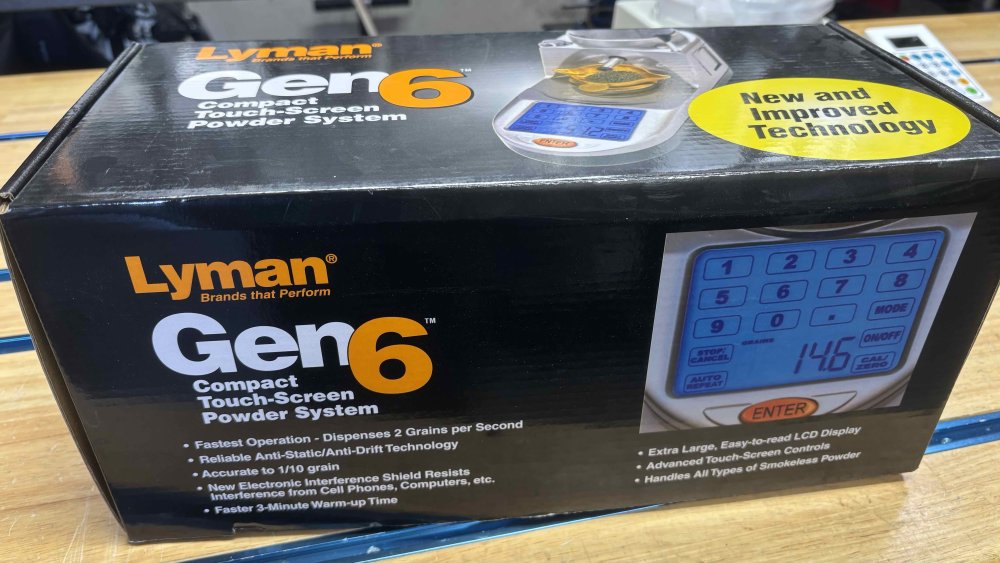 Lyman®
Brands that Perform
Gen6™
Compact
Touch-Screen
Powder System
ENTER
New and
Improved
Technology
Lyman®
Brands that Perform
Gen6™
Compact
Touch-Screen
Powder System
• Fastest Operation - Dispenses 2 Grains per Second
• Reliable Anti-Static/Anti-Drift Technology
• Accurate to 1/10 grain
• New Electronic Interference Shield Resists
Interference from Cell Phones, Computers, etc.
• Faster 3-Minute Warm-up Time
1 2 3 4
5 6 7 8
9 0 . MODE
GRAINS
STOP/
CANCEL
14.6
ON/OFF
AUTO
REPEAT
CAL/
ZERO
ENTER
• Extra Large, Easy-to-read LCD Display
• Advanced Touch-Screen Controls
• Handles All Types of Smokeless Powder